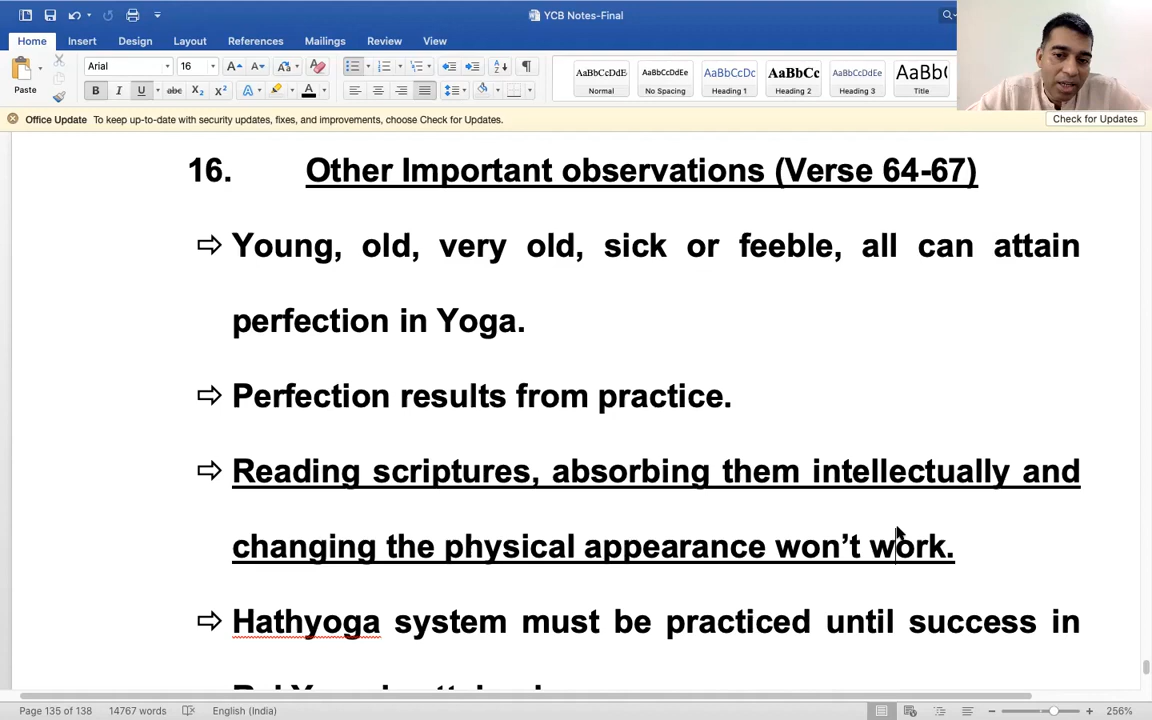 YCB Notes-Final
Home Insert Design Layout References Mailings Review View
Paste Arial 16
AaBbCcDdE AaBbCcDdEe AaBbCcDc AaBbCc AaBbCcDdEe AaBb(
Normal No Spacing Heading 1 Heading 2 Heading 3 Title
Office Update To keep up-to-date with security updates, fixes, and improvements, choose Check for Updates. Check for Updates
16. Other Important observations (Verse 64-67)
⇨ Young, old, very old, sick or feeble, all can attain
perfection in Yoga.
⇨ Perfection results from practice.
⇨ Reading scriptures, absorbing them intellectually and
changing the physical appearance won’t work.
⇨ Hathyoga system must be practiced until success in
Page 135 of 138 14767 words English (India) 256%